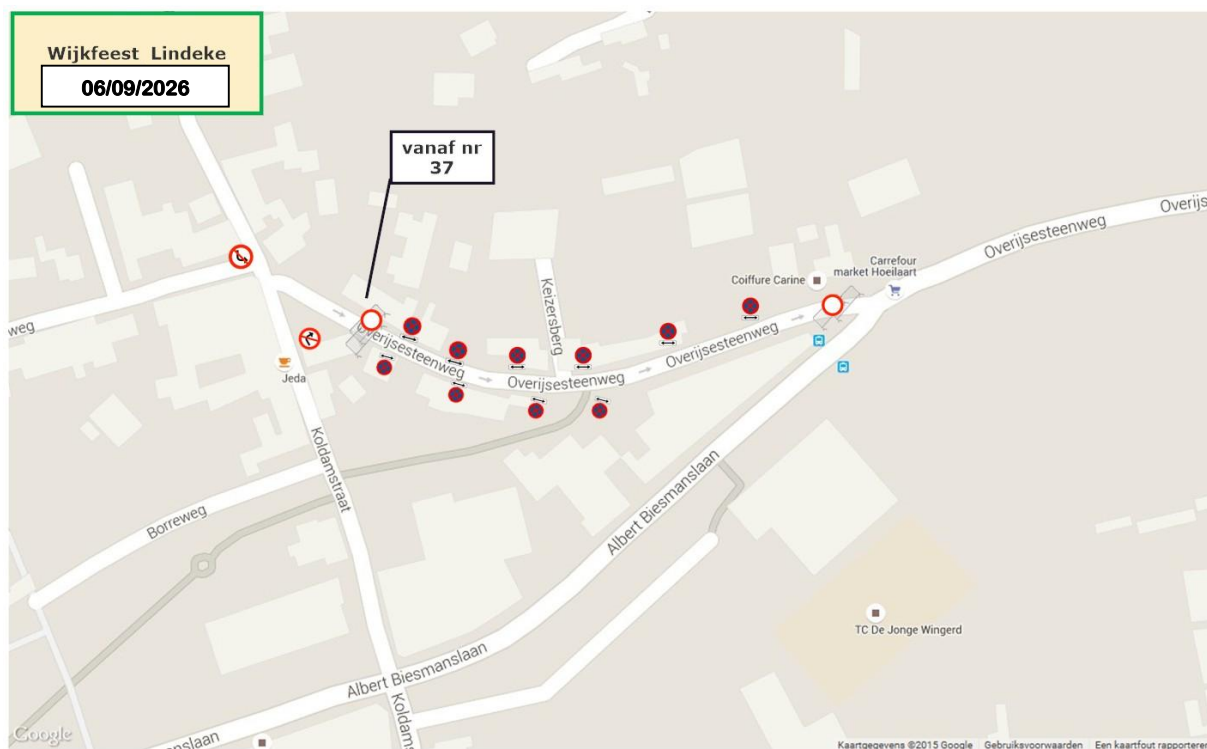 Wijkfeest Lindeke
06/09/2026
vanaf nr
37
Overijs
Overijsesteenweg
Carrefour
market Hoeilaart
Coiffure Carine
Keizersberg
weg
Overijsesteenweg
Overijsesteenweg
Overijsesteenweg
Jeda
Koldamstraat
Borreweg
Albert Biesmanslaan
TC De Jonge Wingerd
Albert Biesmanslaan
Koldams
nslaan
Google
Kaartgegevens ©2015 Google Gebruiksvoorwaarden Een kaartfout rapporteren